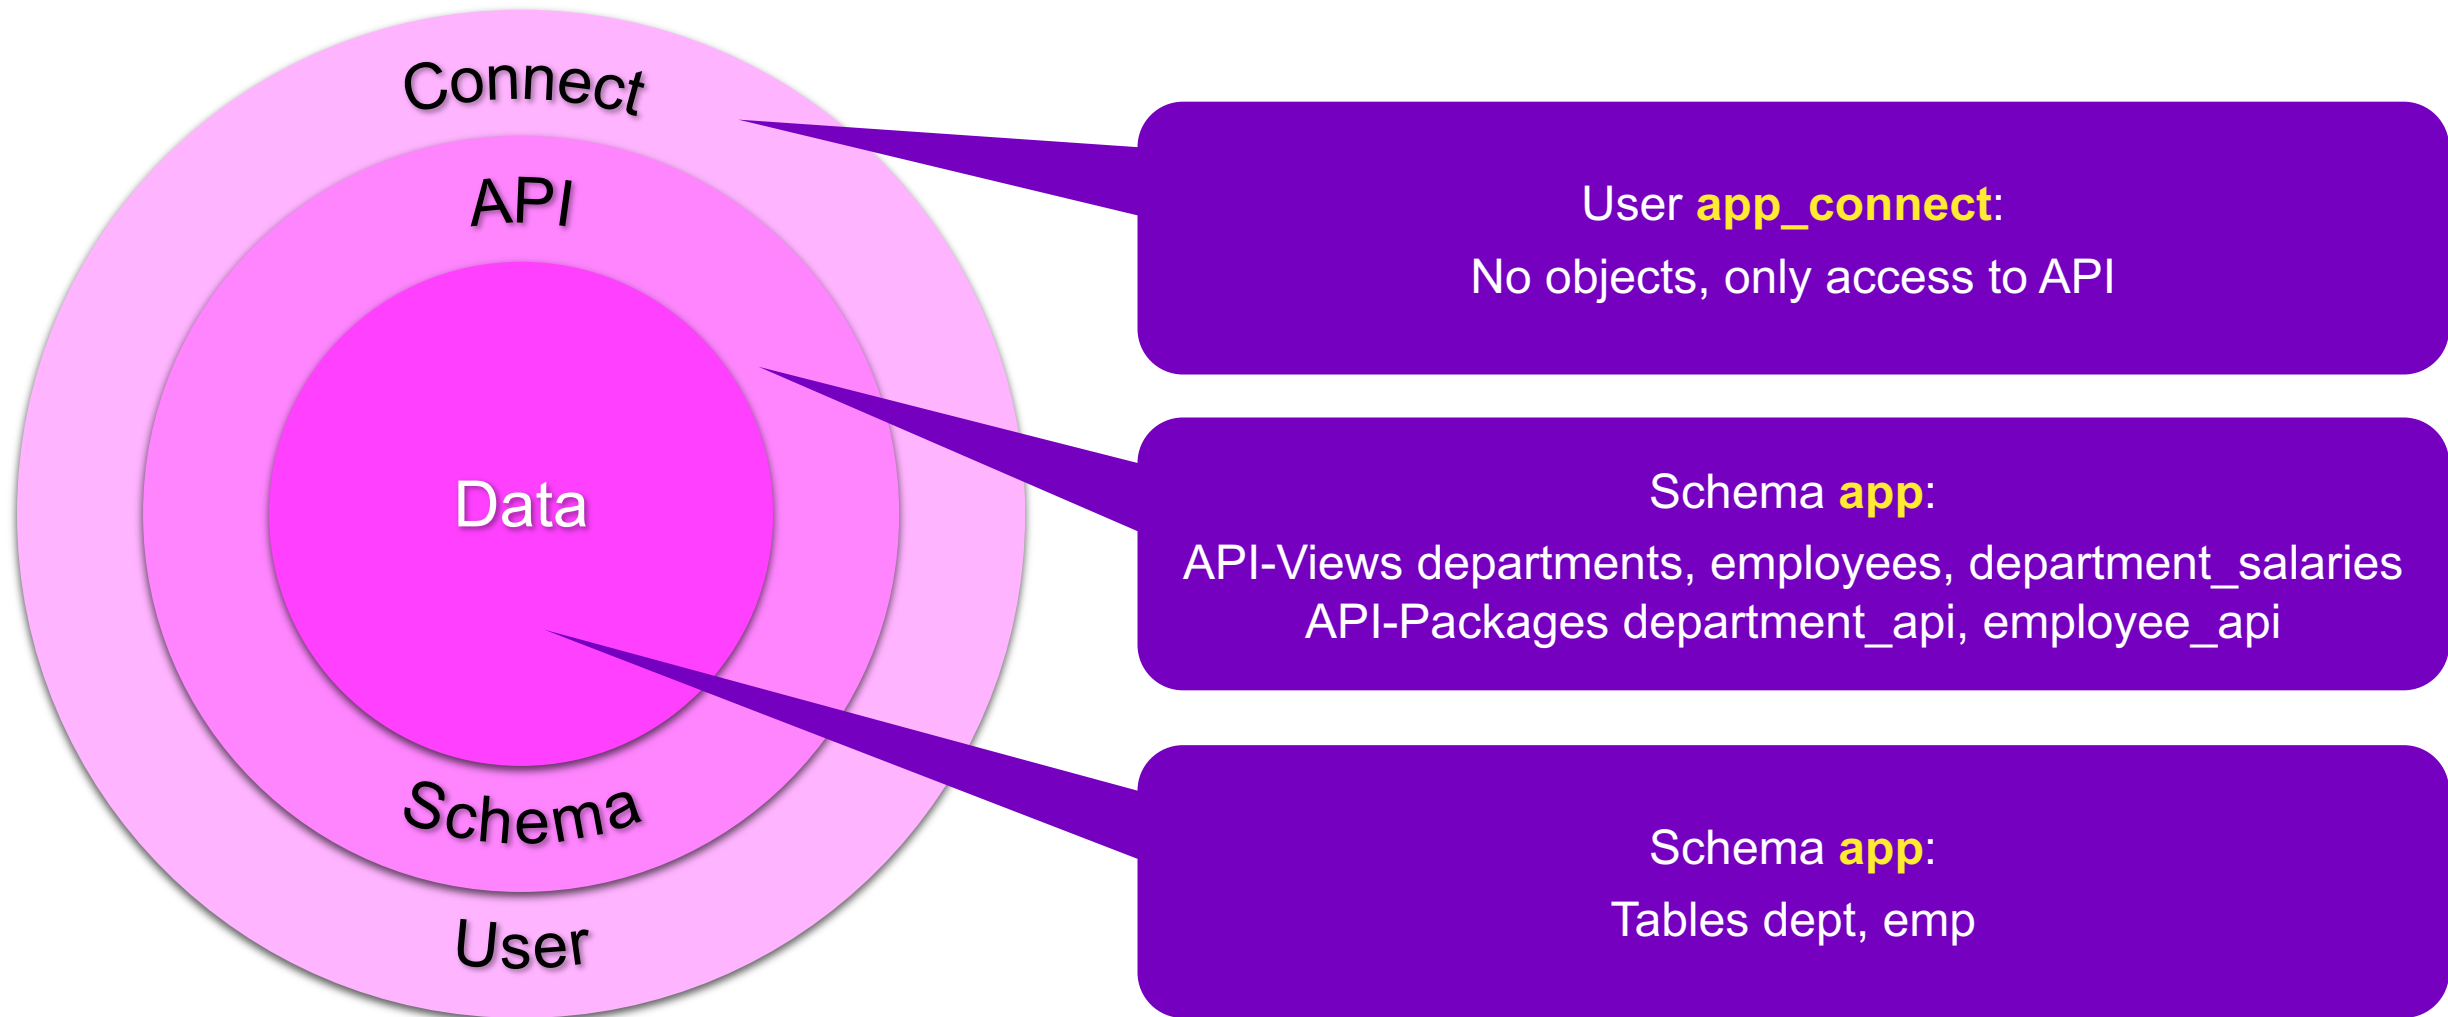 Connect
API
Data
Schema
User
User app_connect:
No objects, only access to API
Schema app:
API-Views departments, employees, department_salaries
API-Packages department_api, employee_api
Schema app:
Tables dept, emp